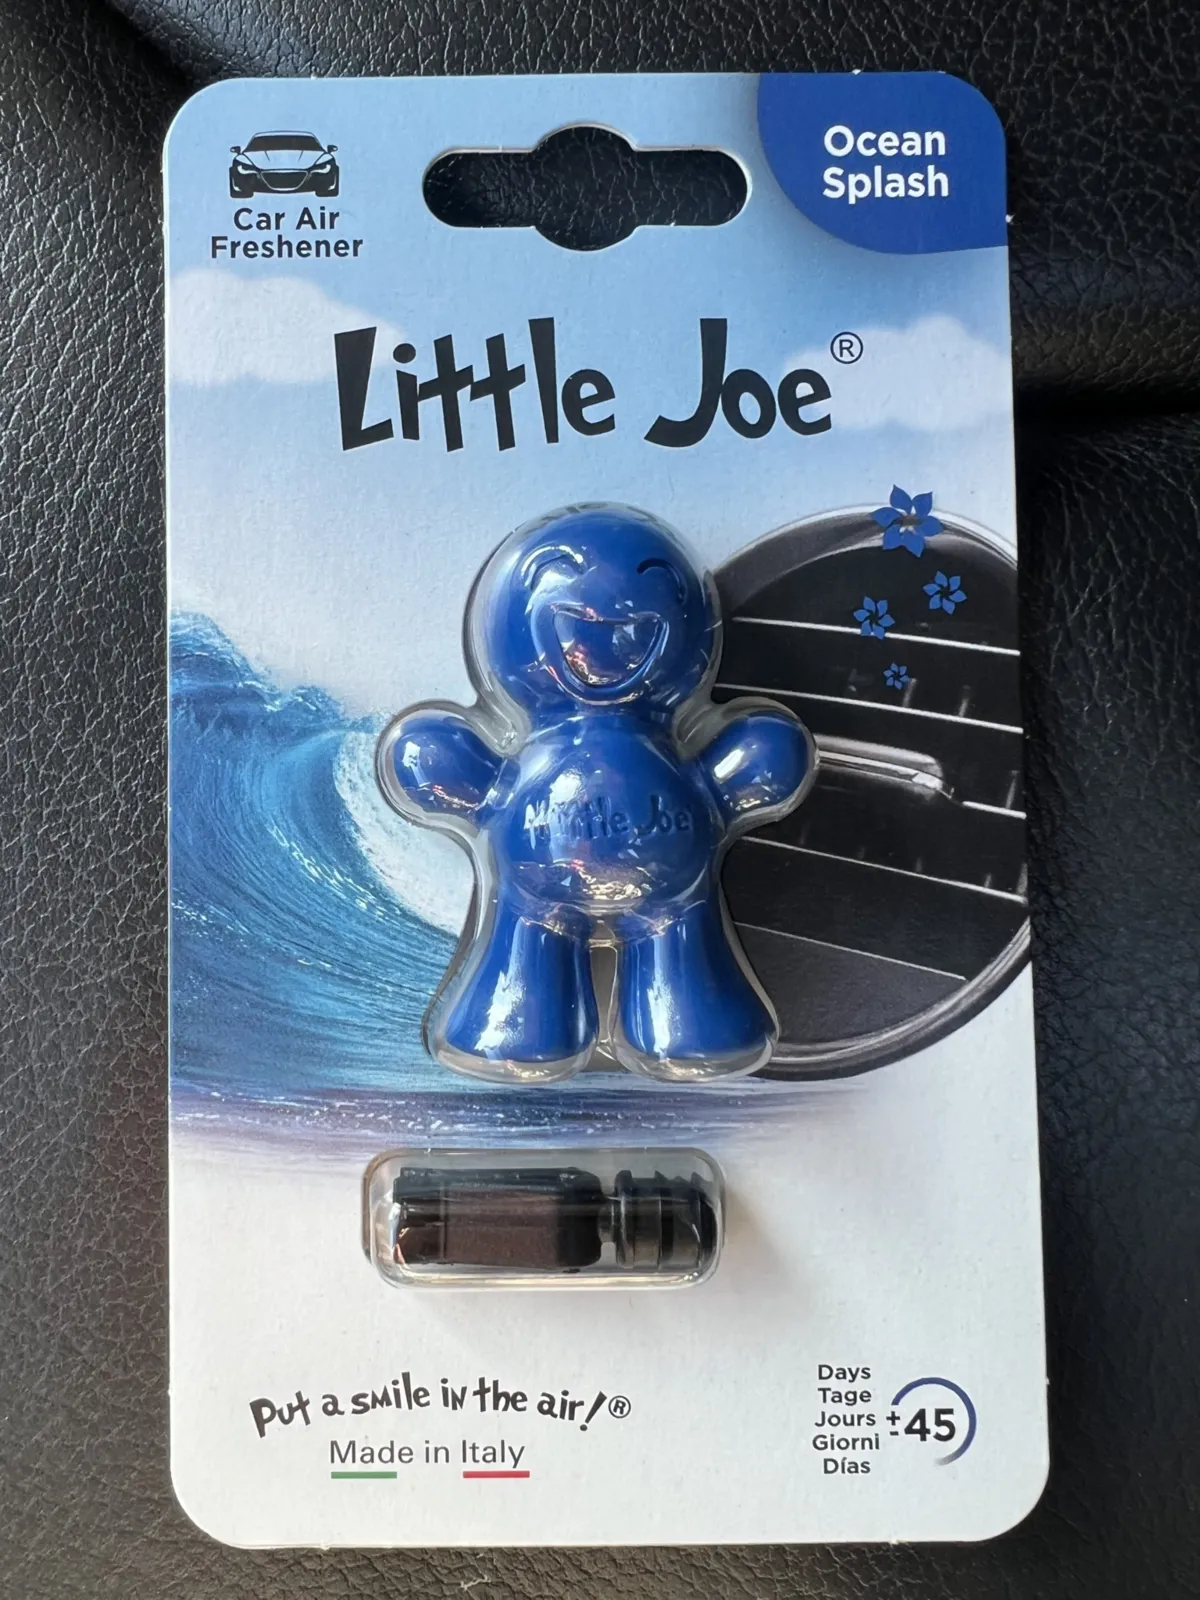 Car Air
Freshener
Ocean
Splash
Little Joe®
Little Joe
Put a smile in the air!®
Made in Italy
Days
Tage
Jours
Giorni
Días
±45